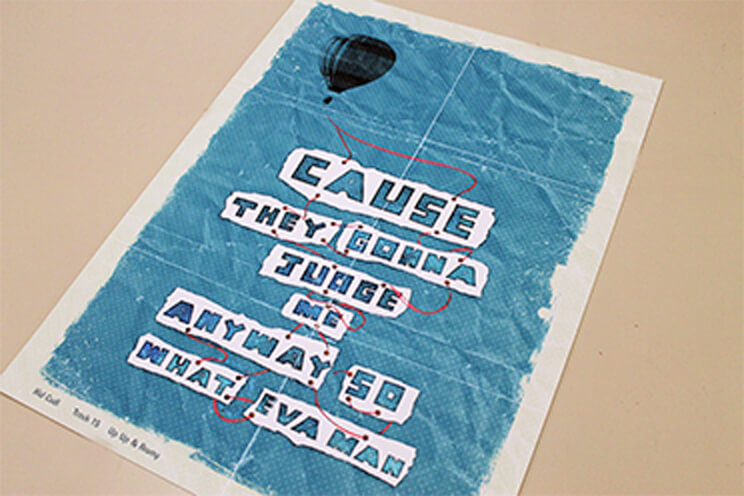 CAUSE
THEY GONNA
JUDGE
ME
ANYWAY SO
WHAT EVA MAN
Kid Cudi Track 15 Up Up & Away